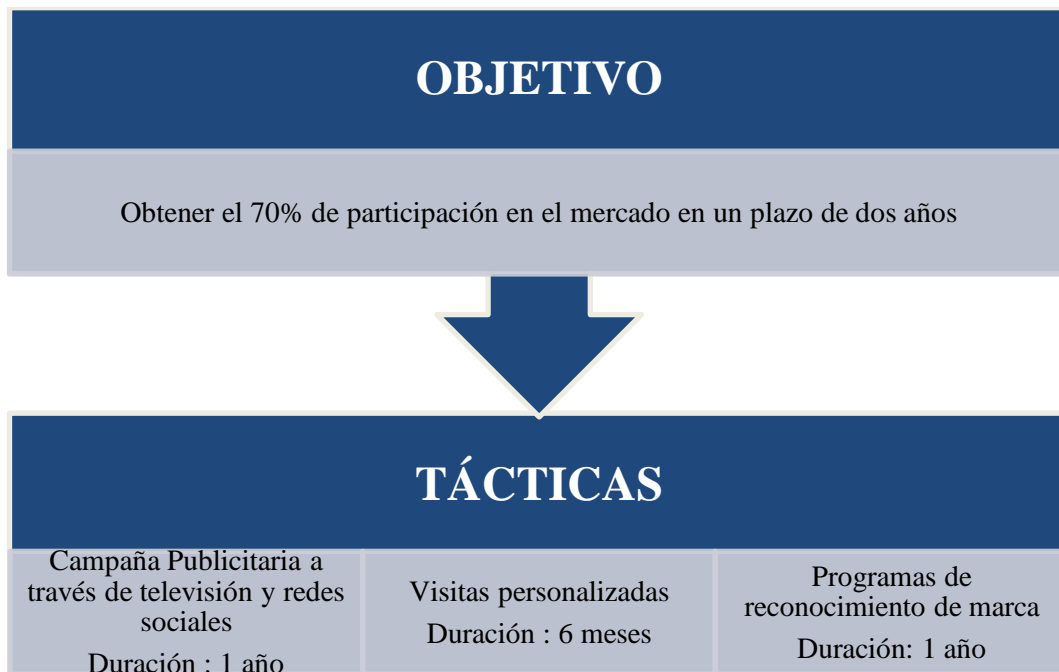 OBJETIVO
Obtener el 70% de participación en el mercado en un plazo de dos años
TÁCTICAS
Campaña Publicitaria a
través de televisión y redes
sociales
Duración : 1 año
Visitas personalizadas
Duración : 6 meses
Programas de
reconocimiento de marca
Duración: 1 año